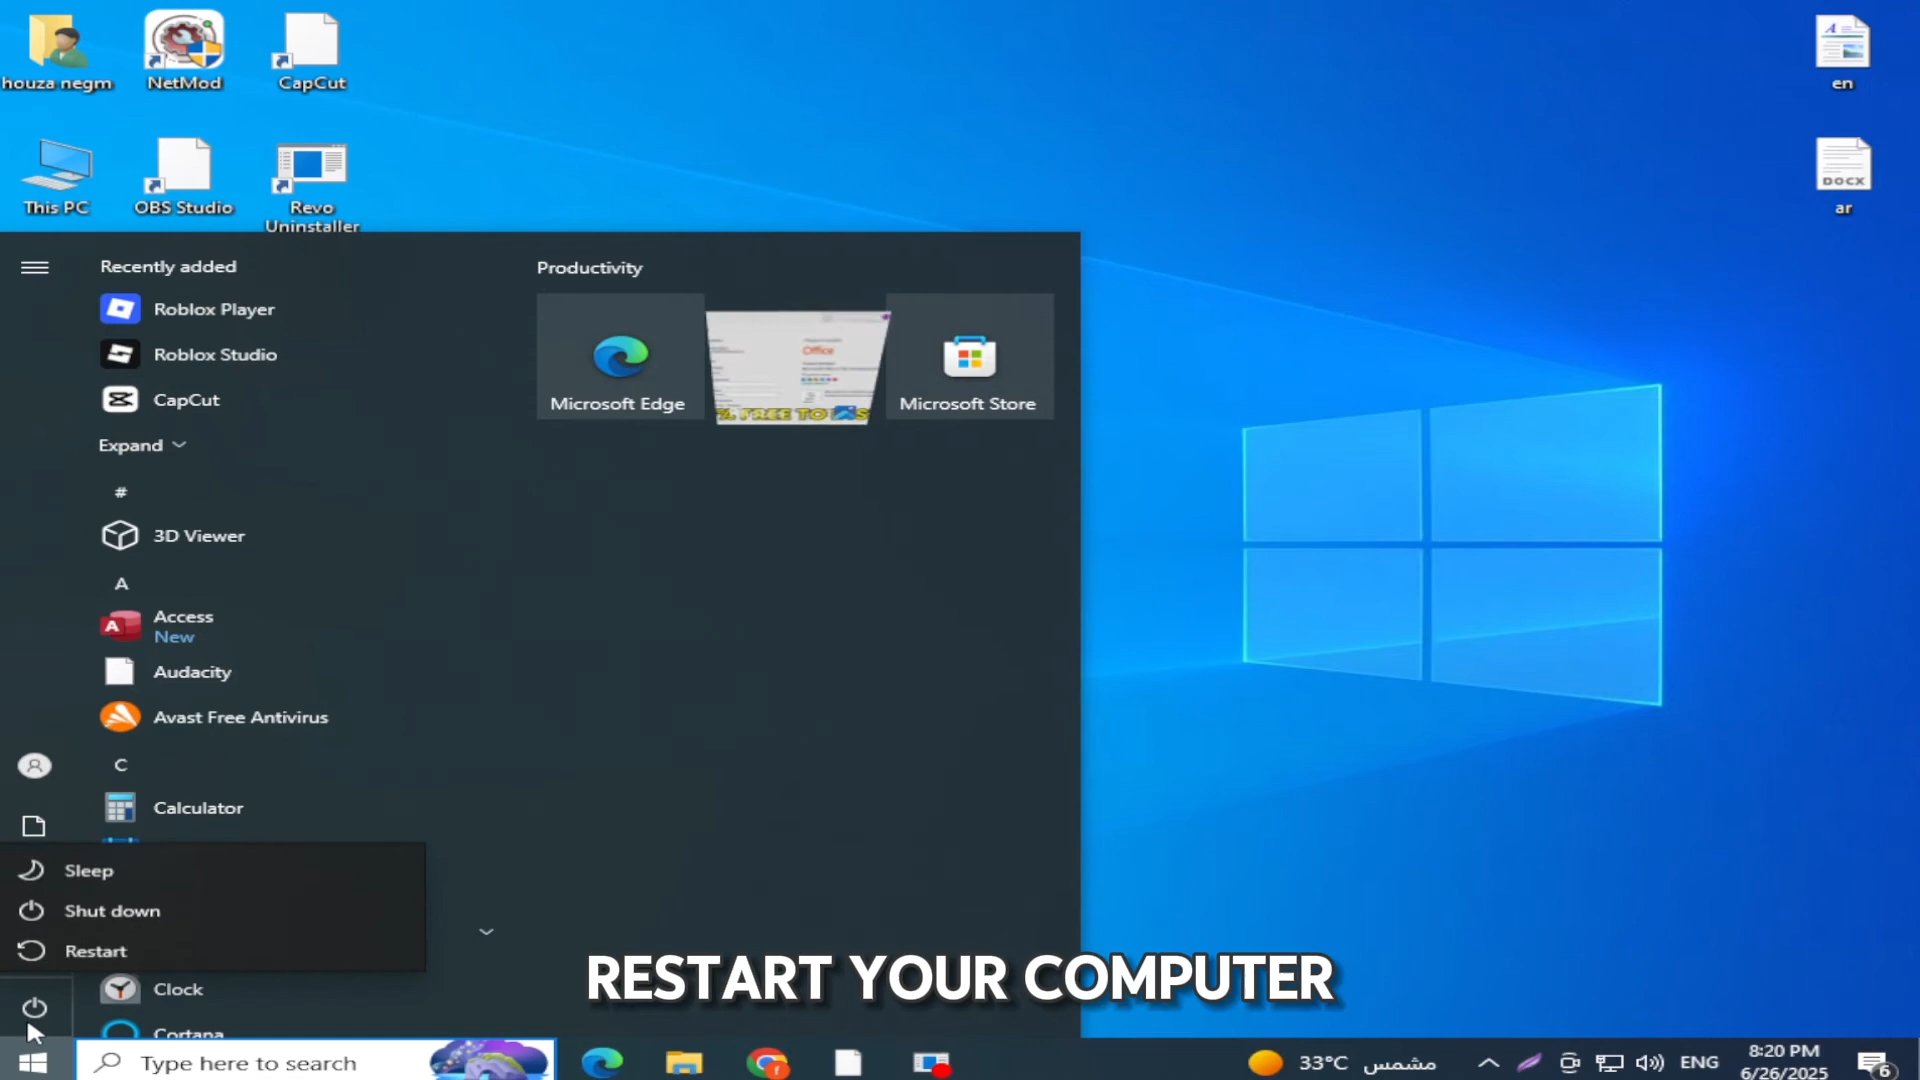 houza negm
NetMod
CapCut
en
This PC
OBS Studio
Revo
Uninstaller
DOCX
ar
Recently added
Roblox Player
Roblox Studio
CapCut
Expand
#
3D Viewer
A
Access
New
Audacity
Avast Free Antivirus
C
Calculator
Sleep
Shut down
Restart
Clock
Cortana
Productivity
Microsoft Edge
Office
FREE TO
Microsoft Store
RESTART YOUR COMPUTER
Type here to search
33°C مشمس
ENG
8:20 PM
6/26/2025
6